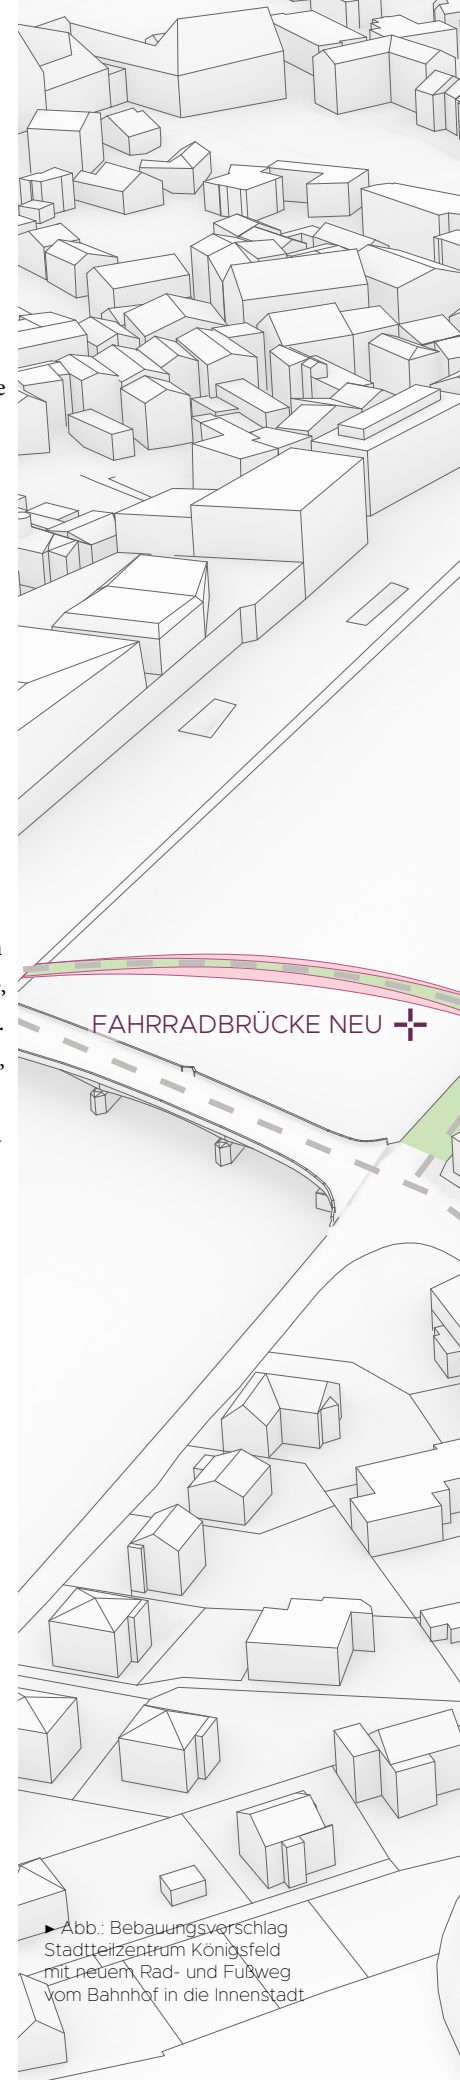 FAHRRADBRÜCKE NEU
► Abb.: Bebauungsvorschlag
Stadtteilzentrum Königsfeld
mit neuem Rad- und Fußweg
vom Bahnhof in die Innenstadt